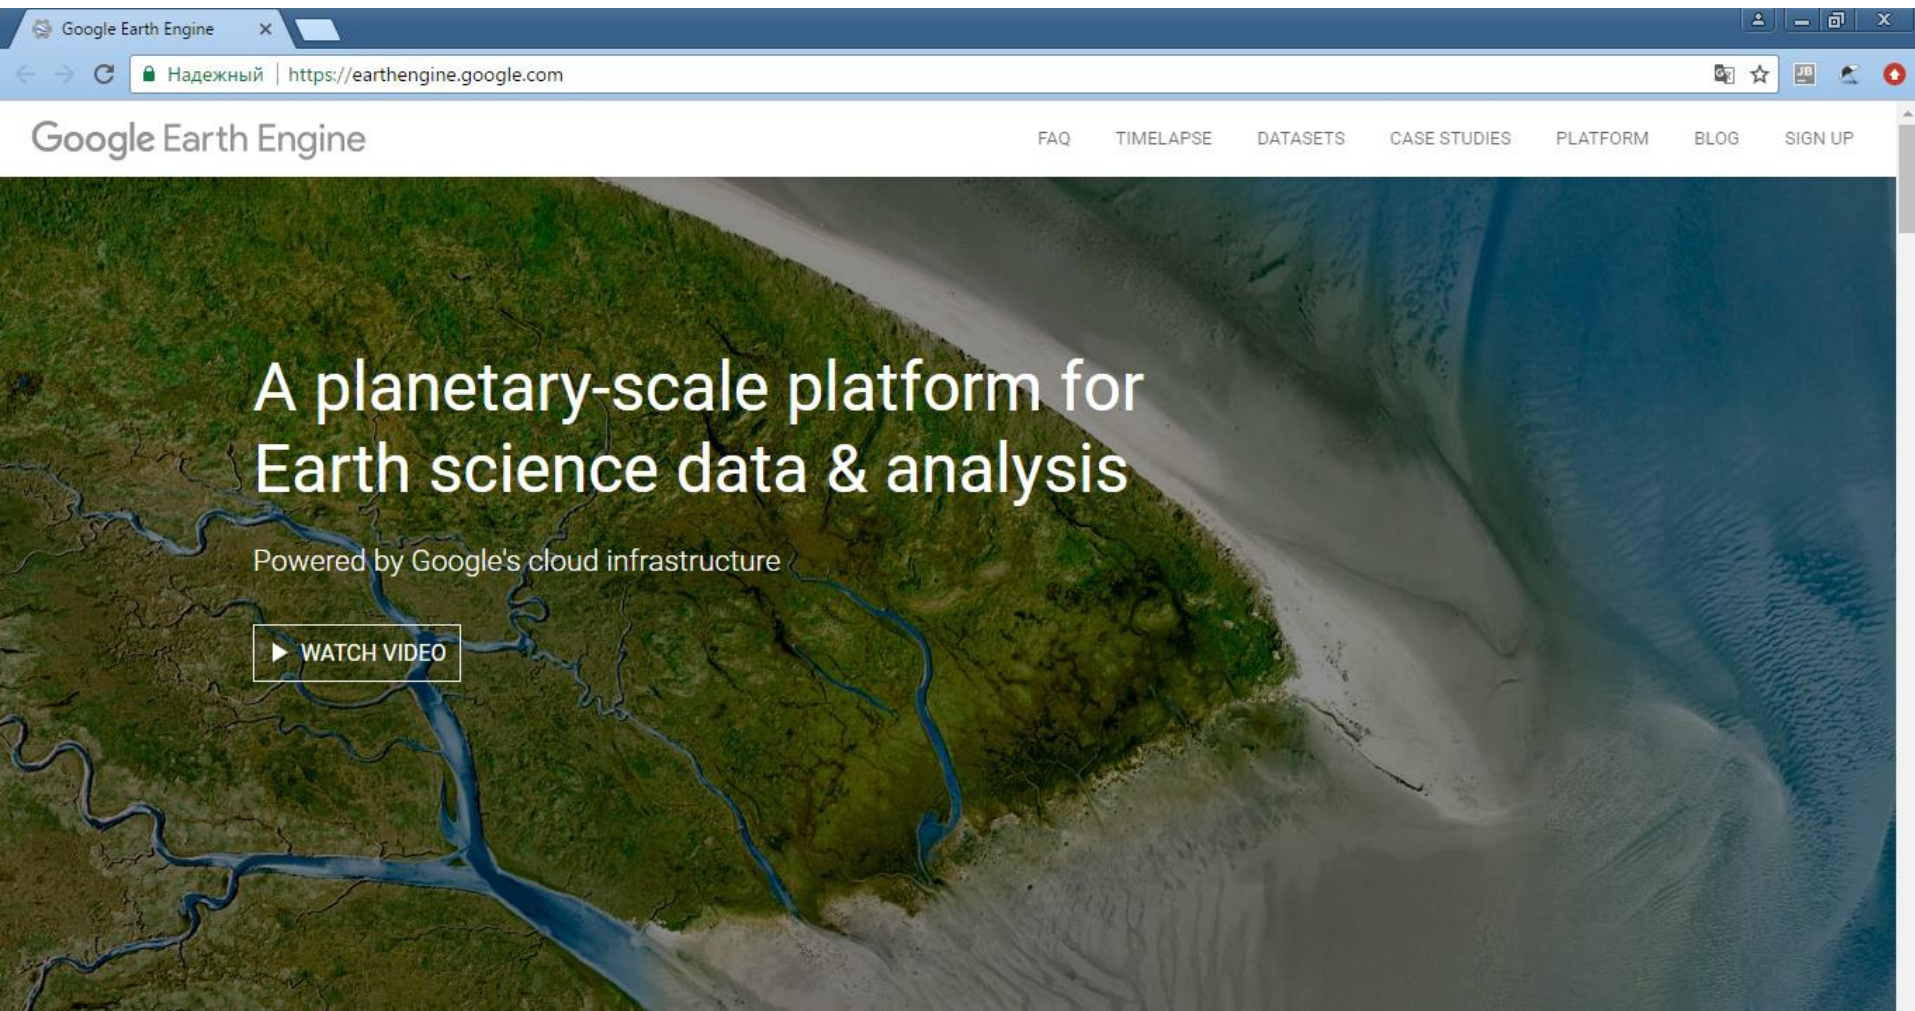 Google Earth Engine
Надежный | https://earthengine.google.com
JB
Google Earth Engine
FAQ TIMELAPSE DATASETS CASE STUDIES PLATFORM BLOG SIGN UP
A planetary-scale platform for
Earth science data & analysis
Powered by Google's cloud infrastructure
WATCH VIDEO